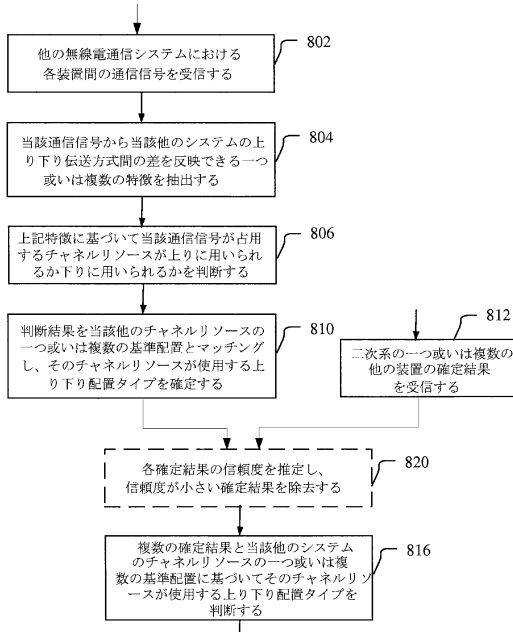 他の無線電通信システムにおける
各装置間の通信信号を受信する
802
当該通信信号から当該他のシステムの上
り下り伝送方式間の差を反映できる一つ
或いは複数の特徴を抽出する
804
上記特徴に基づいて当該通信信号が占用
するチャネルリソースが上りに用いられ
るか下りに用いられるかを判断する
806
判断結果を当該他のチャネルリソースの
一つ或いは複数の基準配置とマッチング
し、そのチャネルリソースが使用する上
り下り配置タイプを確定する
810
812
二次系の一つ或いは複数の
他の装置の確定結果
を受信する
各確定結果の信頼度を推定し、
信頼度が小さい確定結果を除去する
820
複数の確定結果と当該他のシステム
のチャネルリソースの一つ或いは複
数の基準配置に基づいてそのチャネルリソ
ースが使用する上り下り配置タイプを
判断する
816